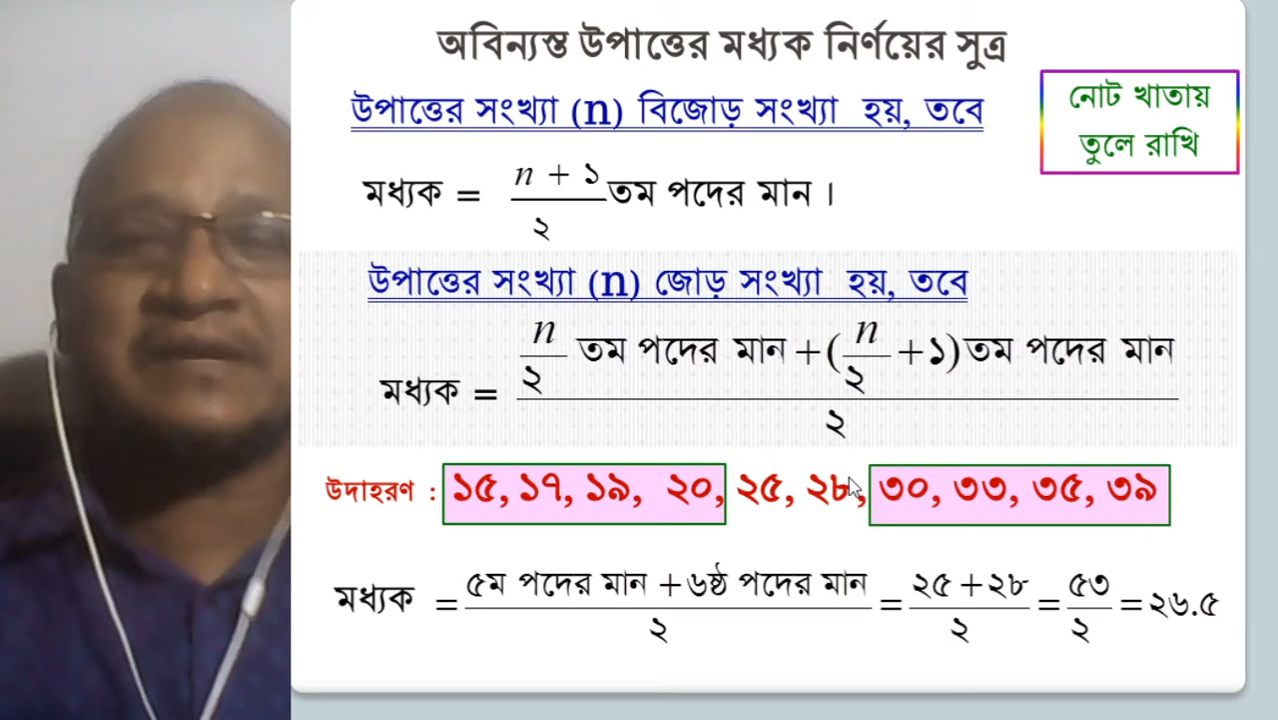 অবিন্যস্ত উপাত্তের মধ্যক নির্ণয়ের সুত্র
নোট খাতায়
তুলে রাখি
উপাত্তের সংখ্যা (n) বিজোড় সংখ্যা হয়, তবে
মধ্যক = n + ১ / ২ তম পদের মান ।
উপাত্তের সংখ্যা (n) জোড় সংখ্যা হয়, তবে
মধ্যক = n/২ তম পদের মান + (n/২ + ১) তম পদের মান / ২
উদাহরণ : ১৫, ১৭, ১৯, ২০, ২৫, ২৮, ৩০, ৩৩, ৩৫, ৩৯
মধ্যক = ৫ম পদের মান + ৬ষ্ঠ পদের মান / ২ = ২৫ + ২৮ / ২ = ৫৩ / ২ = ২৬.৫